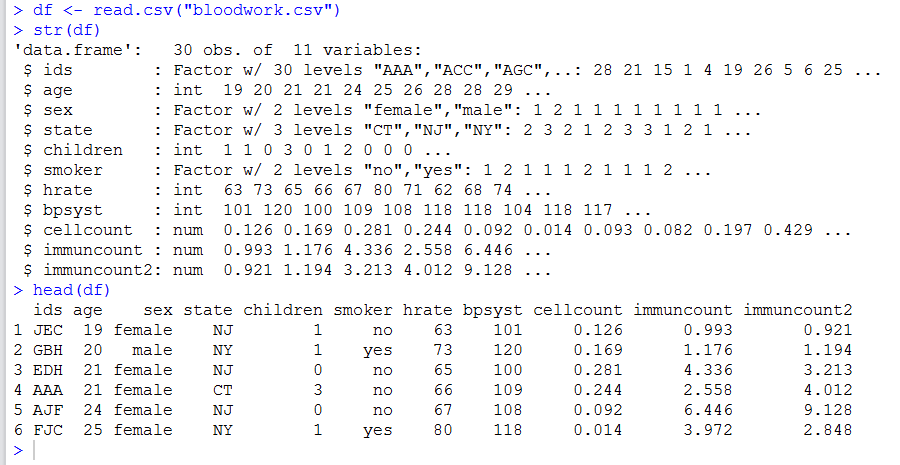 > df <- read.csv("bloodwork.csv")
> str(df)
'data.frame':   30 obs. of  11 variables:
 $ ids        : Factor w/ 30 levels "AAA","ACC","AGC",..: 28 21 15 1 4 19 26 5 6 25 ...
 $ age        : int  19 20 21 21 24 25 26 28 28 29 ...
 $ sex        : Factor w/ 2 levels "female","male": 1 2 1 1 1 1 1 1 1 1 ...
 $ state      : Factor w/ 3 levels "CT","NJ","NY": 2 3 2 1 2 3 3 1 2 1 ...
 $ children   : int  1 1 0 3 0 1 2 0 0 0 ...
 $ smoker     : Factor w/ 2 levels "no","yes": 1 2 1 1 1 2 1 1 1 2 ...
 $ hrate      : int  63 73 65 66 67 80 71 62 68 74 ...
 $ bpsyst     : int  101 120 100 109 108 118 118 104 118 117 ...
 $ cellcount  : num  0.126 0.169 0.281 0.244 0.092 0.014 0.093 0.082 0.197 0.429 ...
 $ immuncount : num  0.993 1.176 4.336 2.558 6.446 ...
 $ immuncount2: num  0.921 1.194 3.213 4.012 9.128 ...
> head(df)
  ids age    sex state children smoker hrate bpsyst cellcount immuncount immuncount2
1 JEC  19 female    NJ        1     no    63    101     0.126      0.993       0.921
2 GBH  20   male    NY        1    yes    73    120     0.169      1.176       1.194
3 EDH  21 female    NJ        0     no    65    100     0.281      4.336       3.213
4 AAA  21 female    CT        3     no    66    109     0.244      2.558       4.012
5 AJF  24 female    NJ        0     no    67    108     0.092      6.446       9.128
6 FJC  25 female    NY        1    yes    80    118     0.014      3.972       2.848
>